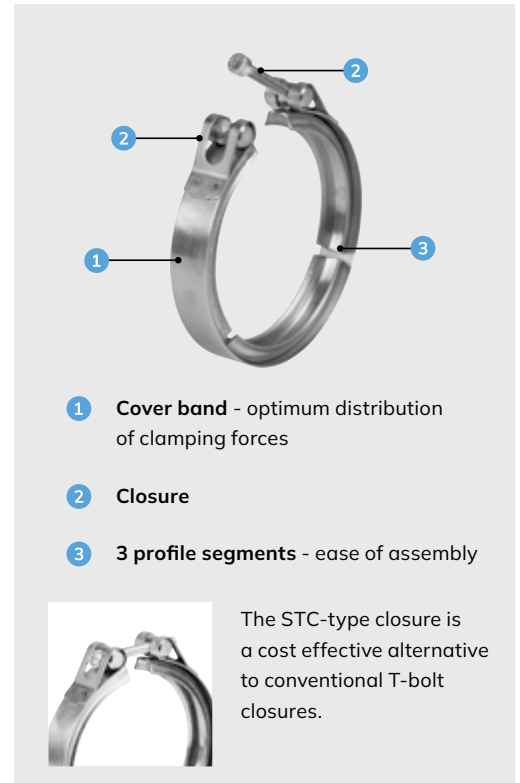 2
2
1
3
1 Cover band - optimum distribution
of clamping forces
2 Closure
3 3 profile segments - ease of assembly
The STC-type closure is
a cost effective alternative
to conventional T-bolt
closures.